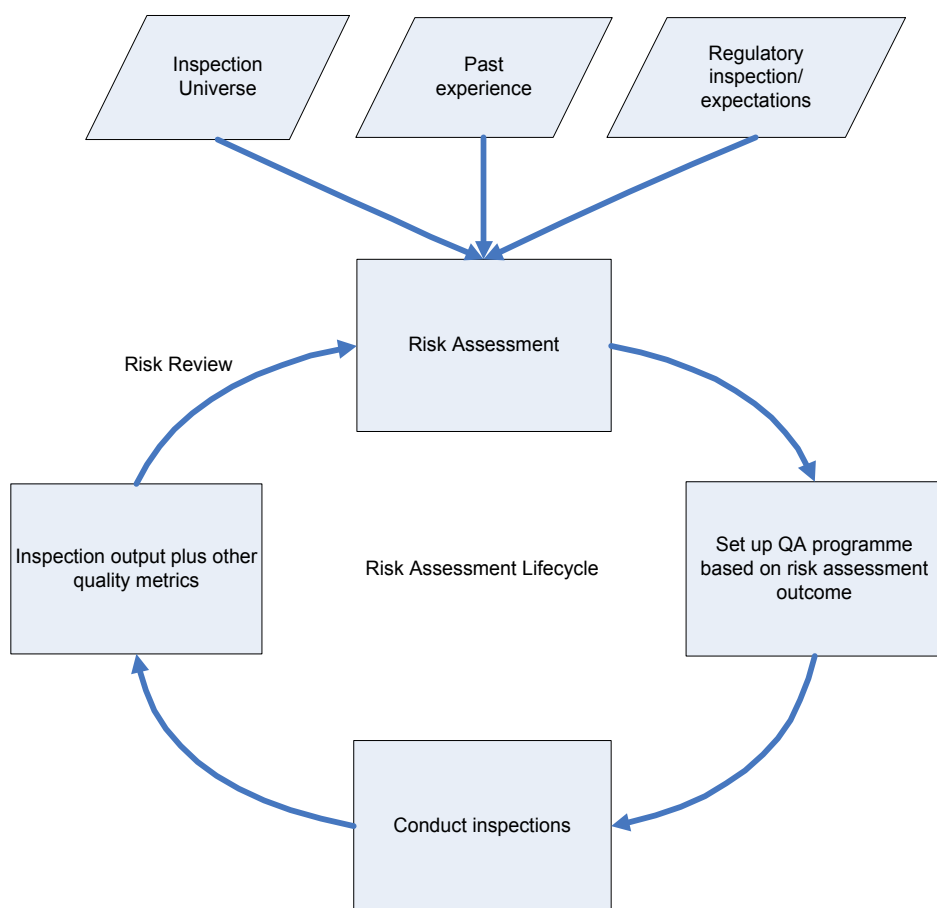 Inspection
Universe
Past
experience
Regulatory
inspection/
expectations
Risk Assessment
Risk Review
Inspection output plus other
quality metrics
Risk Assessment Lifecycle
Set up QA programme
based on risk assessment
outcome
Conduct inspections